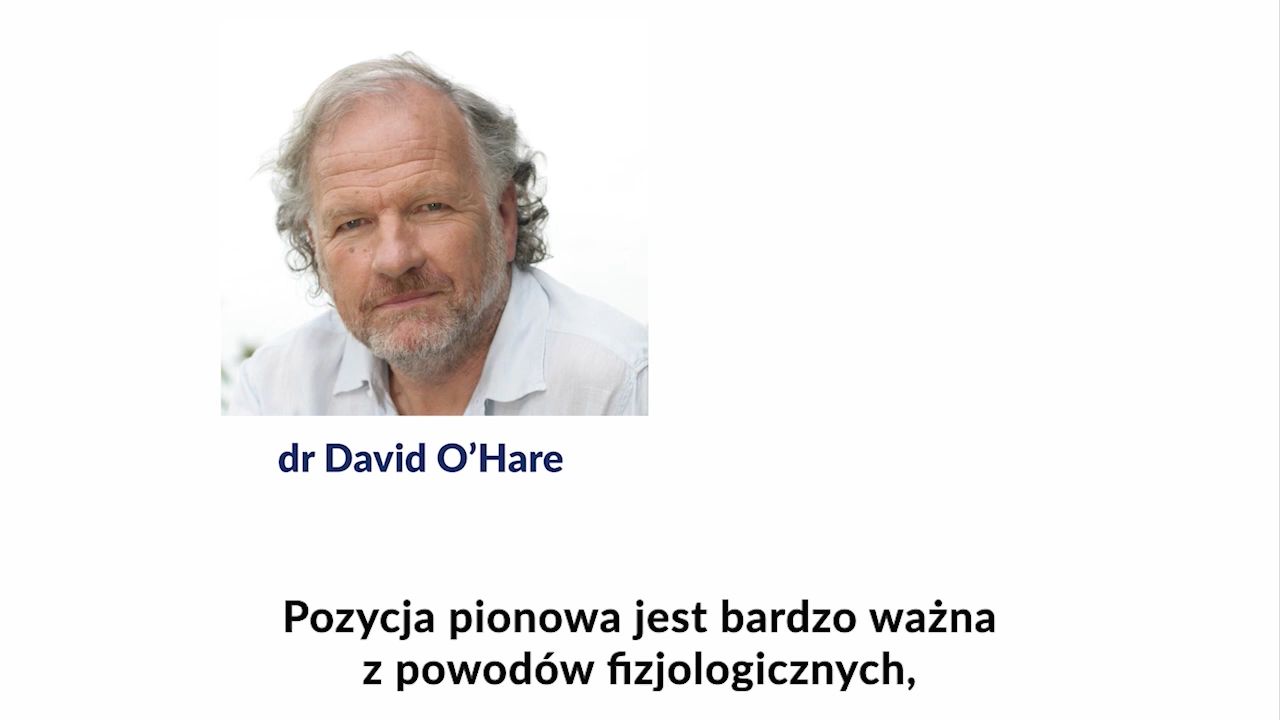 dr David O’Hare
Pozycja pionowa jest bardzo ważna
z powodów fizjologicznych,